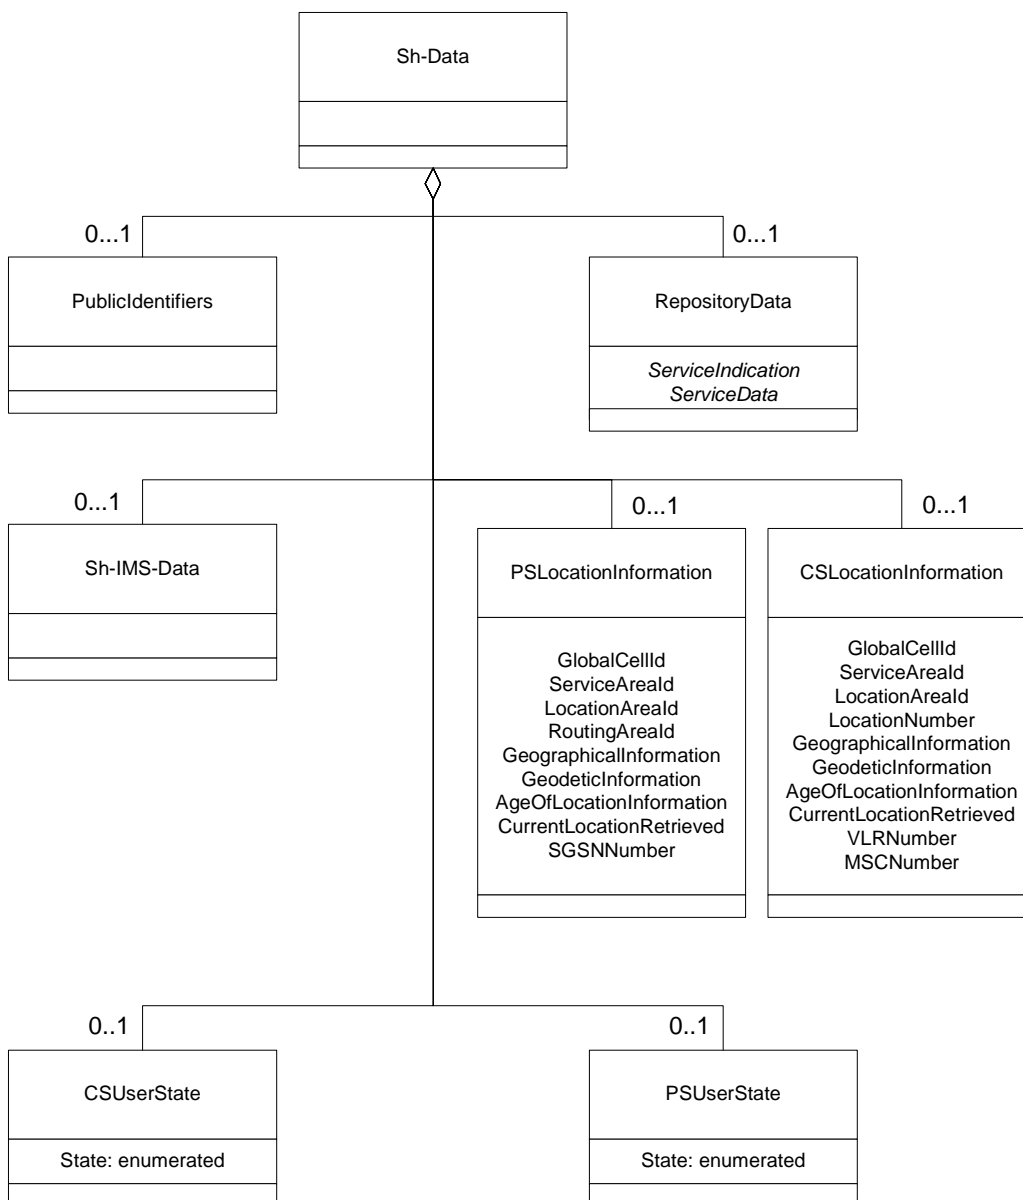 Sh-Data
0...1
0...1
PublicIdentifiers
RepositoryData
ServiceIndication
ServiceData
0...1
0...1
0...1
Sh-IMS-Data
PSLocationInformation
CSLocationInformation
GlobalCellId
ServiceAreaId
LocationAreaId
RoutingAreaId
GeographicalInformation
GeodeticInformation
AgeOfLocationInformation
CurrentLocationRetrieved
SGSNNumber
GlobalCellId
ServiceAreaId
LocationAreaId
LocationNumber
GeographicalInformation
GeodeticInformation
AgeOfLocationInformation
CurrentLocationRetrieved
VLRNumber
MSCNumber
0..1
0..1
CSUserState
PSUserState
State: enumerated
State: enumerated